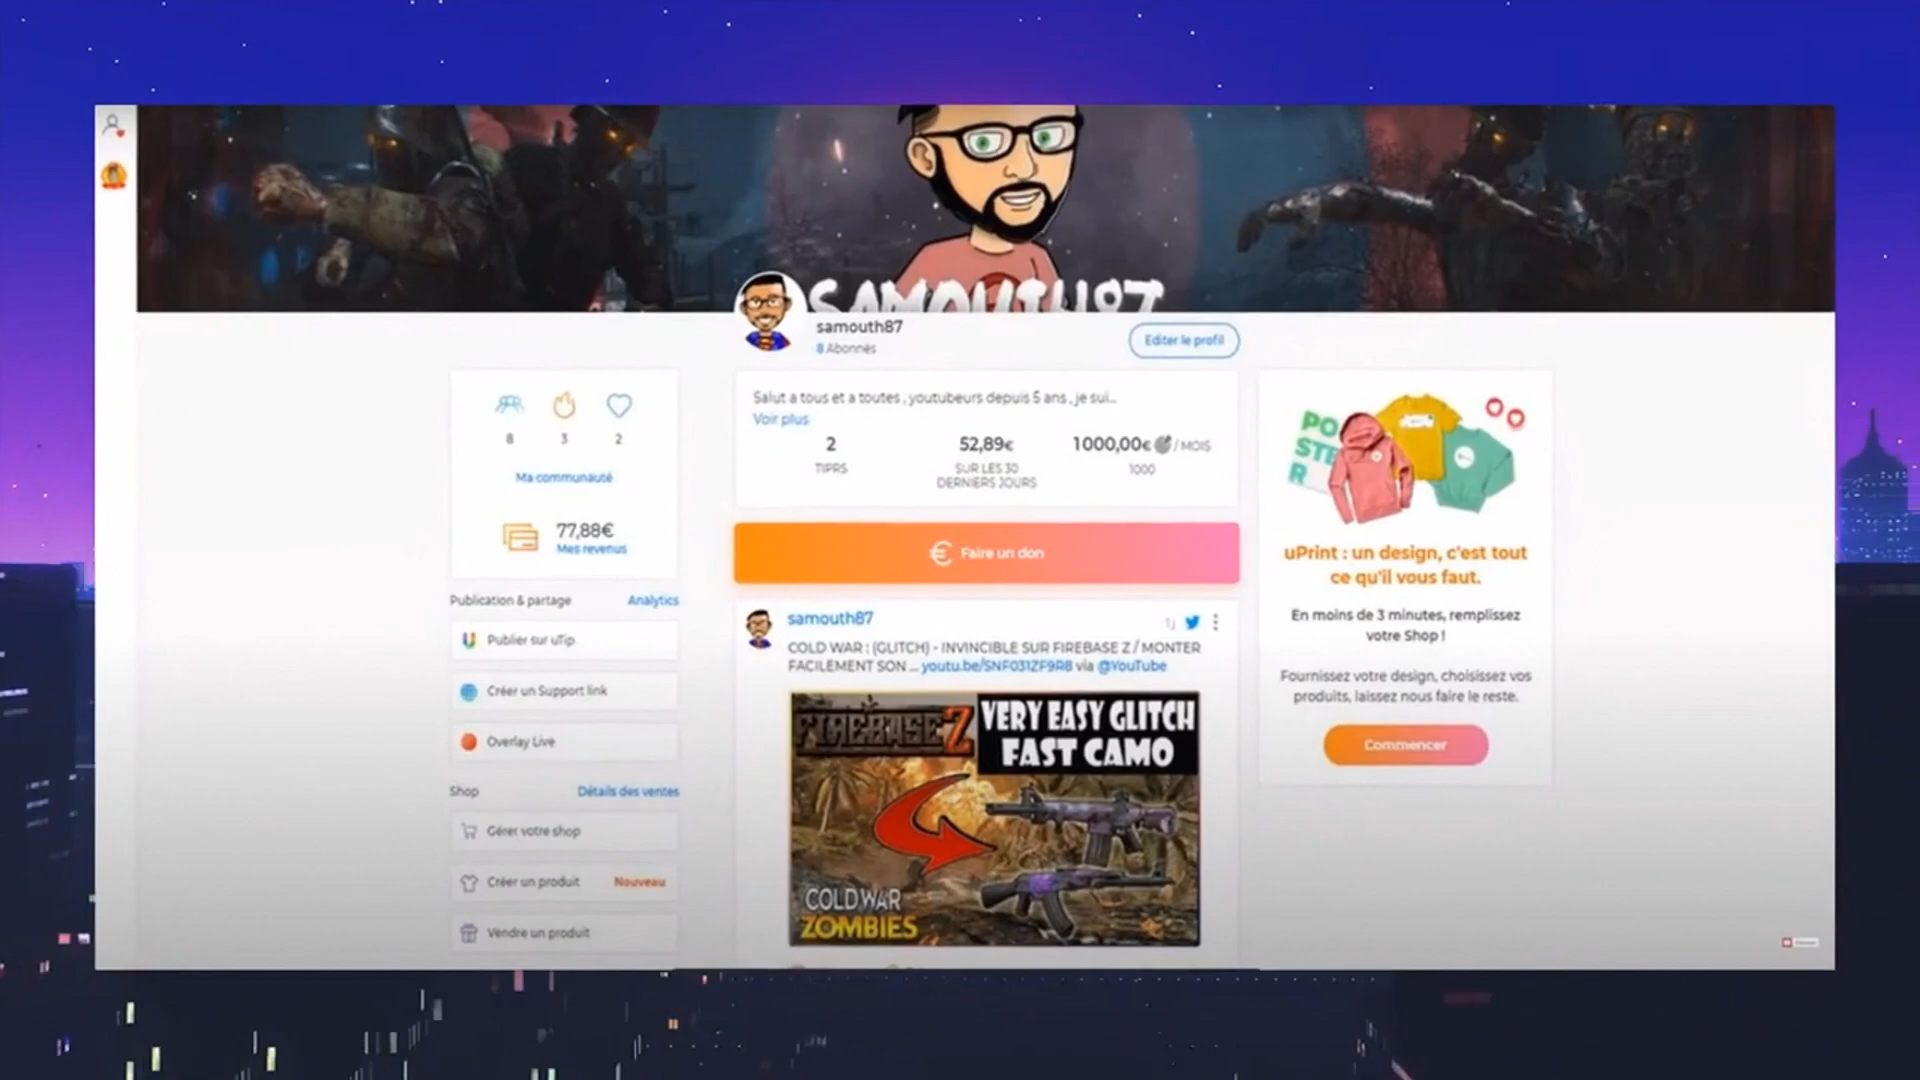 SAMOUTH87
samouth87
8 Abonnés
Editer le profil
8
3
2
Ma communauté
77,88€
Mes revenus
Publication & partage
Analytics
Publier sur uTip
Créer un Support link
Overlay Live
Shop
Détails des ventes
Gérer votre shop
Créer un produit
Nouveau
Vendre un produit
Salut a tous et a toutes , youtubeurs depuis 5 ans , je sui...
Voir plus
2
TIPRS
52,89€
SUR LES 30
DERNIERS JOURS
1000,00€ / MOIS
1000
€ Faire un don
samouth87
1j
COLD WAR : (GLITCH) - INVINCIBLE SUR FIREBASE Z / MONTER
FACILEMENT SON ... youtu.be/SNF031ZF9R8 via @YouTube
FIREBASE Z
VERY EASY GLITCH
FAST CAMO
COLD WAR
ZOMBIES
PO
STE
R
uPrint : un design, c'est tout
ce qu'il vous faut.
En moins de 3 minutes, remplissez
votre Shop !
Fournissez votre design, choisissez vos
produits, laissez nous faire le reste.
Commencer